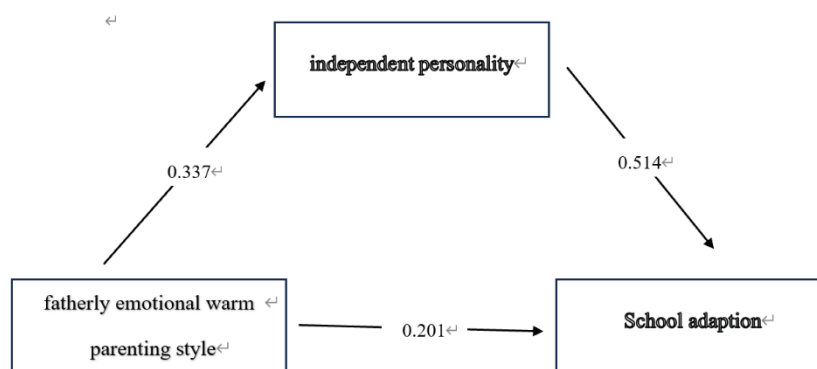 independent personality
0.337
0.514
fatherly emotional warm
parenting style
0.201
School adaption